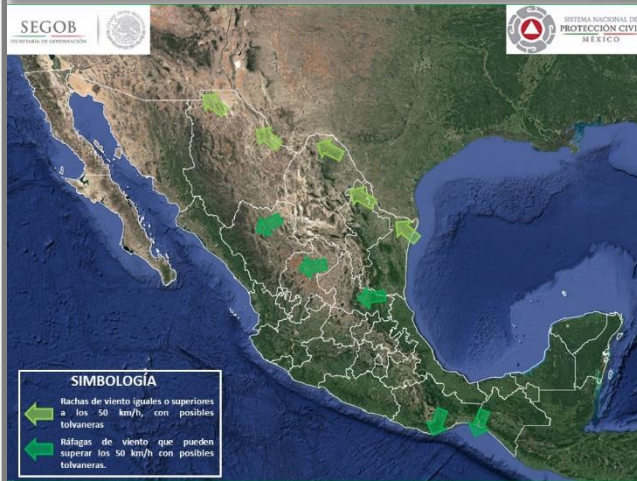 SEGOB
SECRETARÍA DE GOBERNACIÓN
SISTEMA NACIONAL DE
PROTECCIÓN CIVI
MÉXICO
SIMBOLOGÍA
Rachas de viento iguales o superiores
a los 50 km/h, con posibles
tolvaneras
Ráfagas de viento que pueden
superar los 50 km/h con posibles
tolvaneras.